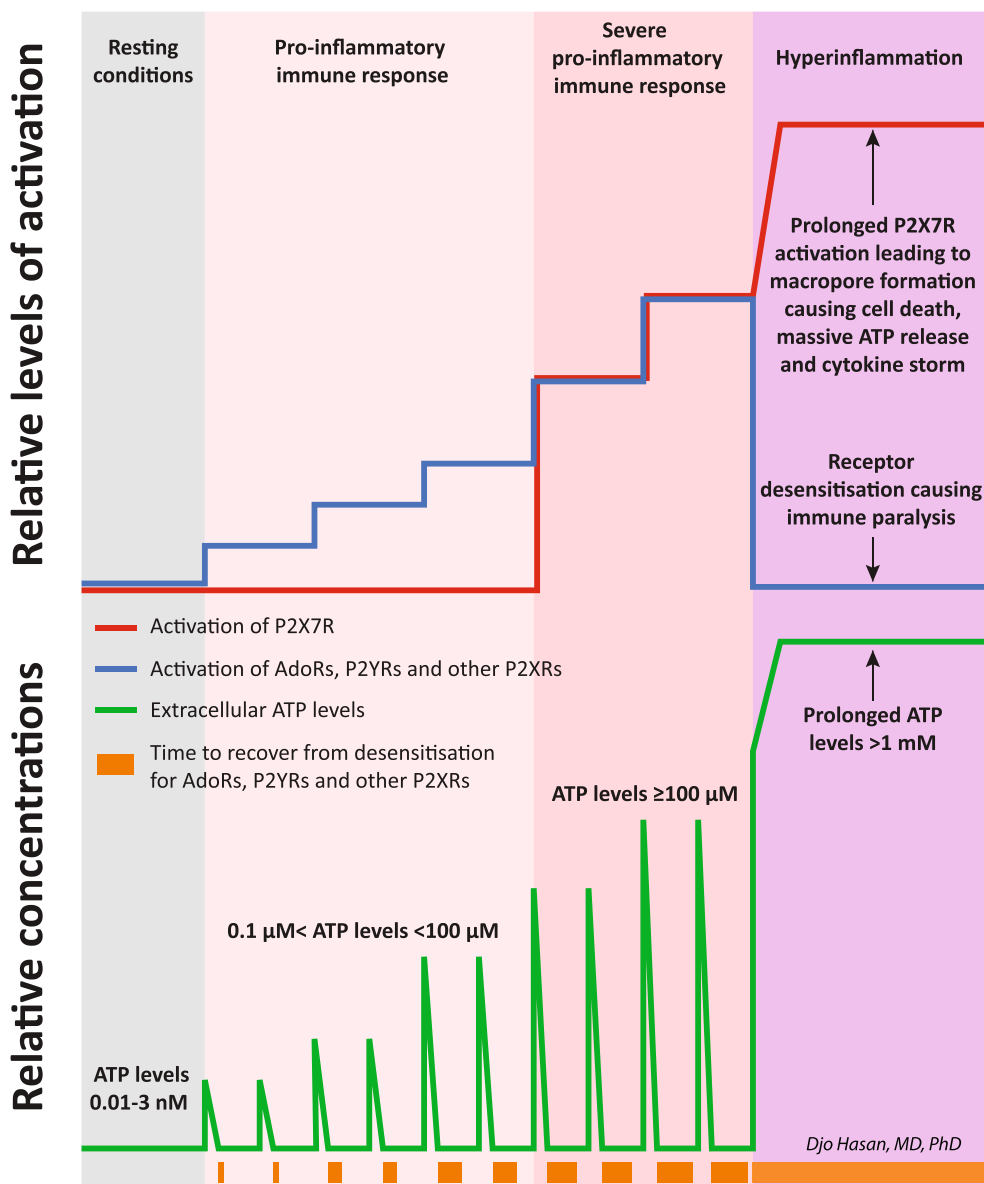 Resting
conditions
Pro-inflammatory
immune response
Severe
pro-inflammatory
immune response
Hyperinflammation
Relative levels of activation
Prolonged P2X7R
activation leading to
macropore formation
causing cell death,
massive ATP release
and cytokine storm
Receptor
desensitisation causing
immune paralysis
Activation of P2X7R
Activation of AdoRs, P2YRs and other P2XRs
Extracellular ATP levels
Time to recover from desensitisation
for AdoRs, P2YRs and other P2XRs
Relative concentrations
Prolonged ATP
levels >1 mM
ATP levels ≥100 µM
0.1 µM< ATP levels <100 µM
ATP levels
0.01-3 nM
Djo Hasan, MD, PhD